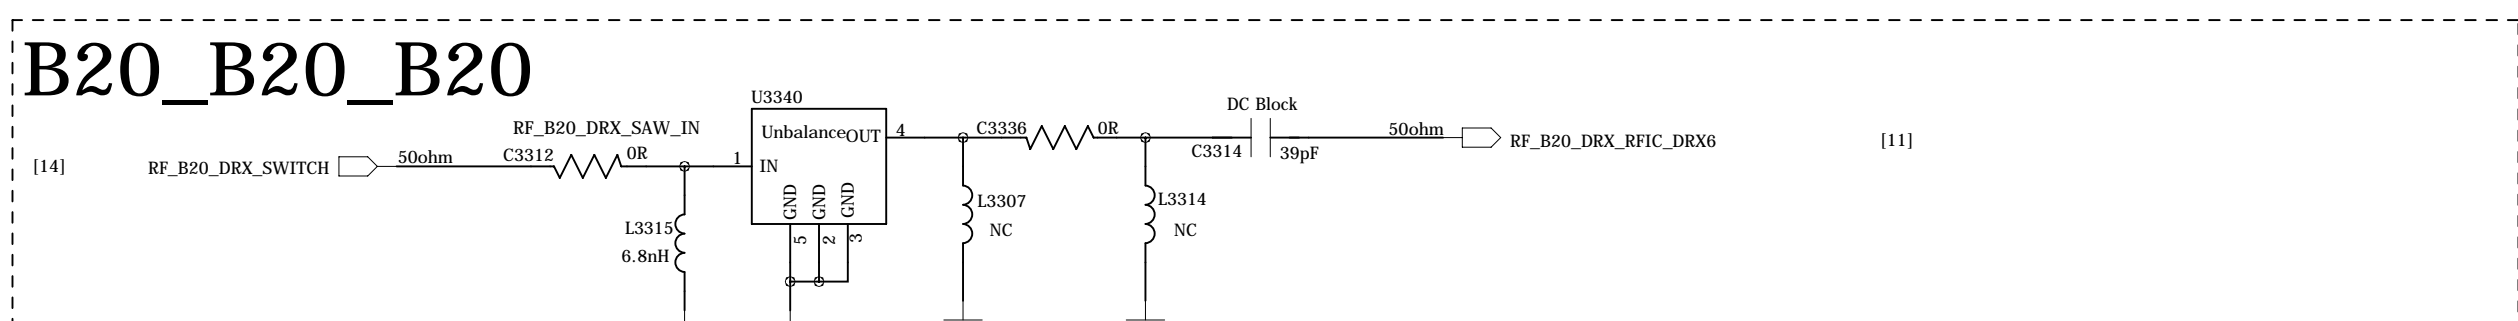 B20_B20_B20
U3340
DC Block
RF_B20_DRX_SAW_IN
Unbalance
OUT
4
C3336
0R
50ohm
RF_B20_DRX_RFIC_DRX6
[11]
C3314
39pF
[14]
RF_B20_DRX_SWITCH
50ohm
C3312
0R
1
IN
GND
GND
GND
L3307
NC
L3314
NC
L3315
6.8nH
5
2
3